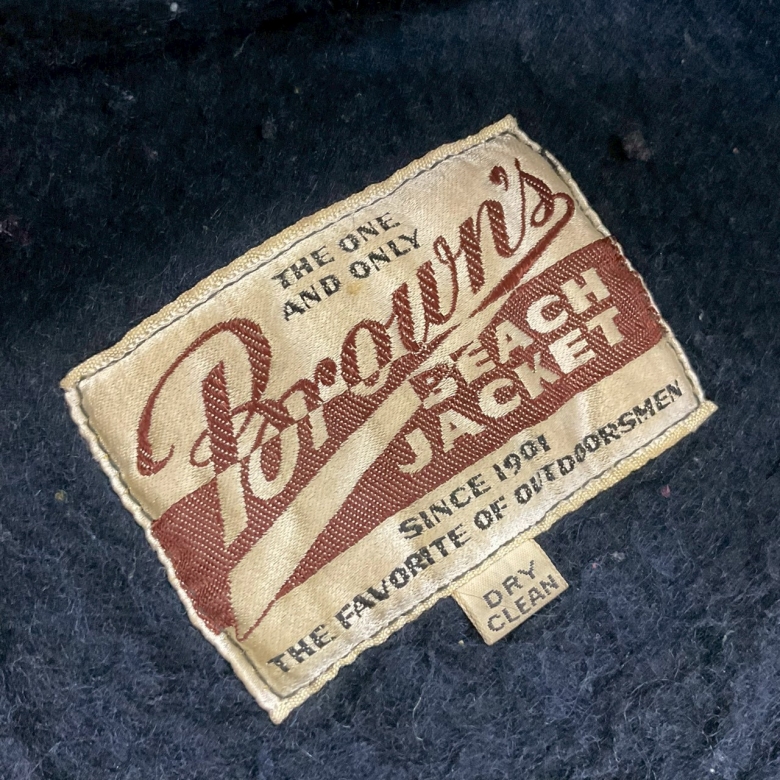 THE ONE
AND ONLY
Brown's
BEACH
JACKET
SINCE 1901
THE FAVORITE OF OUTDOORSMEN
DRY
CLEAN